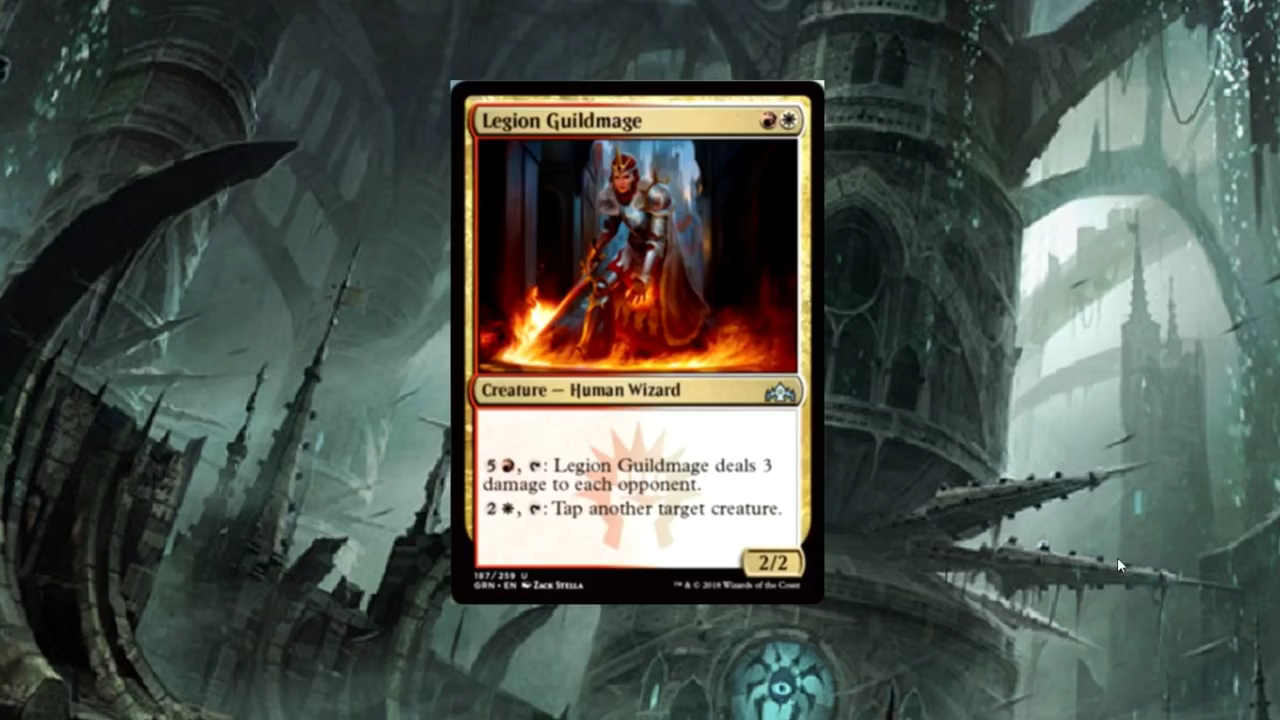 Legion Guildmage
Creature — Human Wizard
5 , : Legion Guildmage deals 3
damage to each opponent.
2 , : Tap another target creature.
2/2
187/259 U
GRN • EN Zack Stella
™ & © 2018 Wizards of the Coast